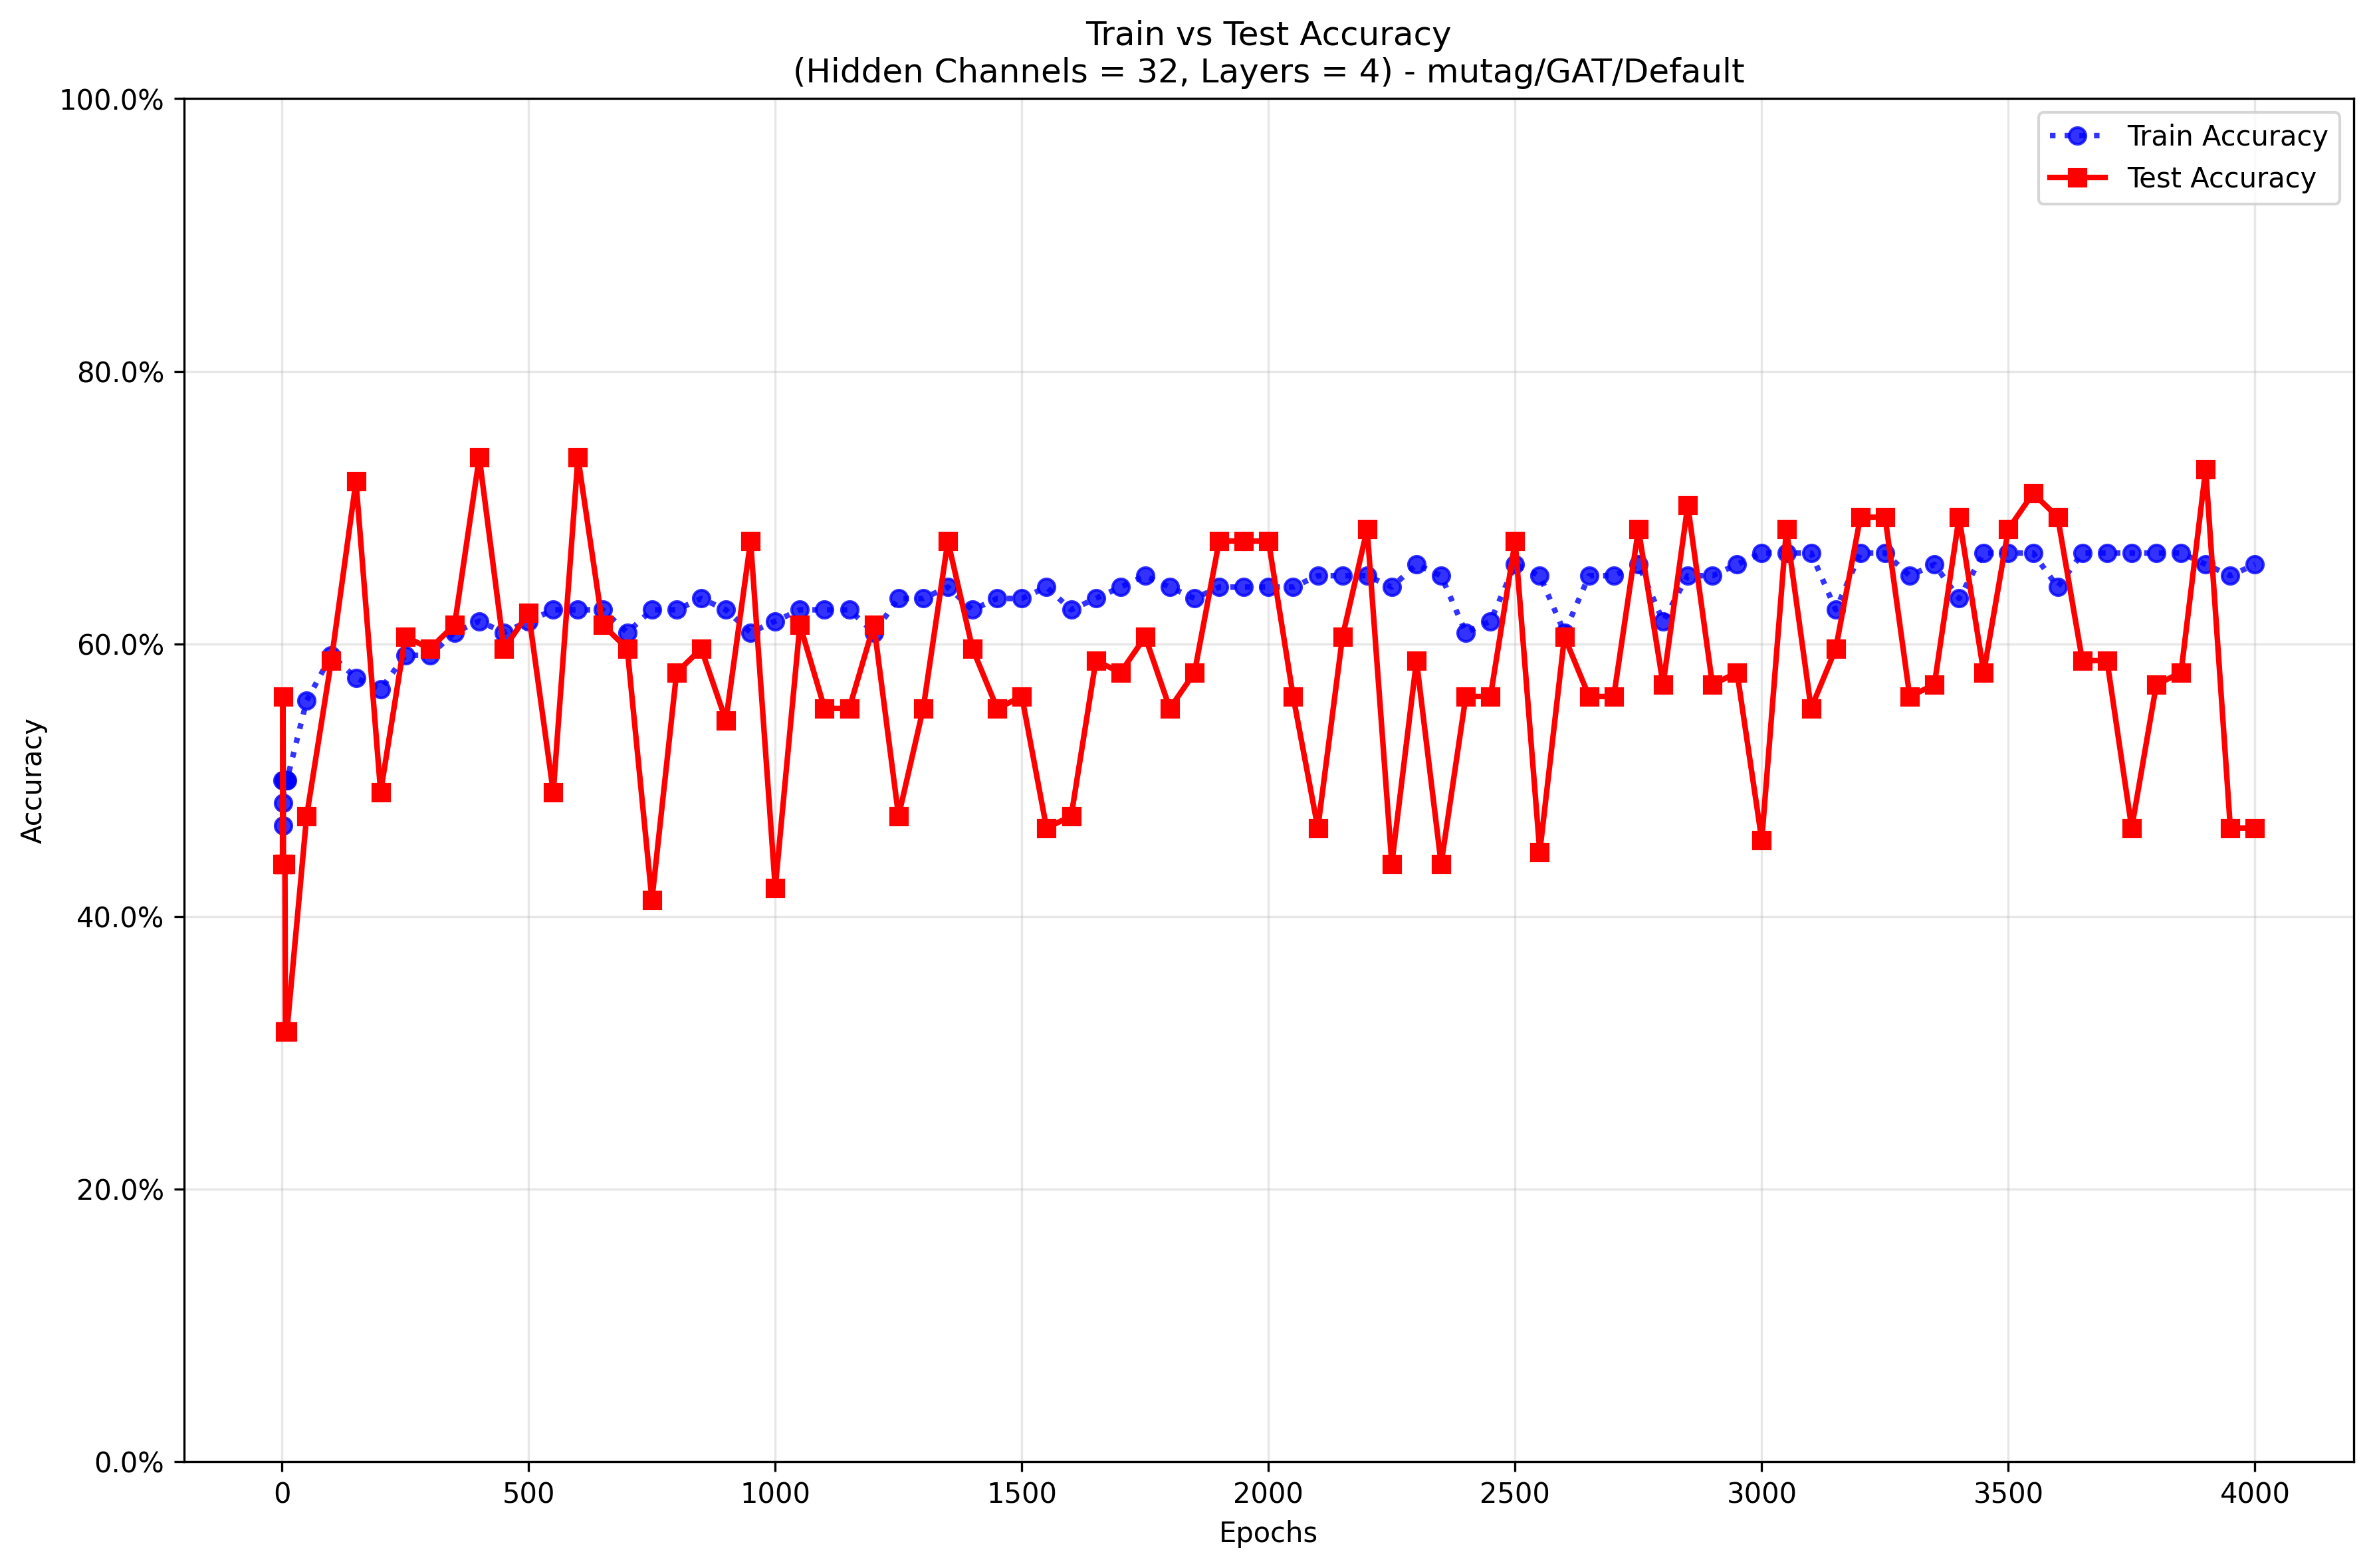 Train vs Test Accuracy
(Hidden Channels = 32, Layers = 4) - mutag/GAT/Default
Train Accuracy
Test Accuracy
Accuracy
100.0%
80.0%
60.0%
40.0%
20.0%
0.0%
0 500 1000 1500 2000 2500 3000 3500 4000
Epochs